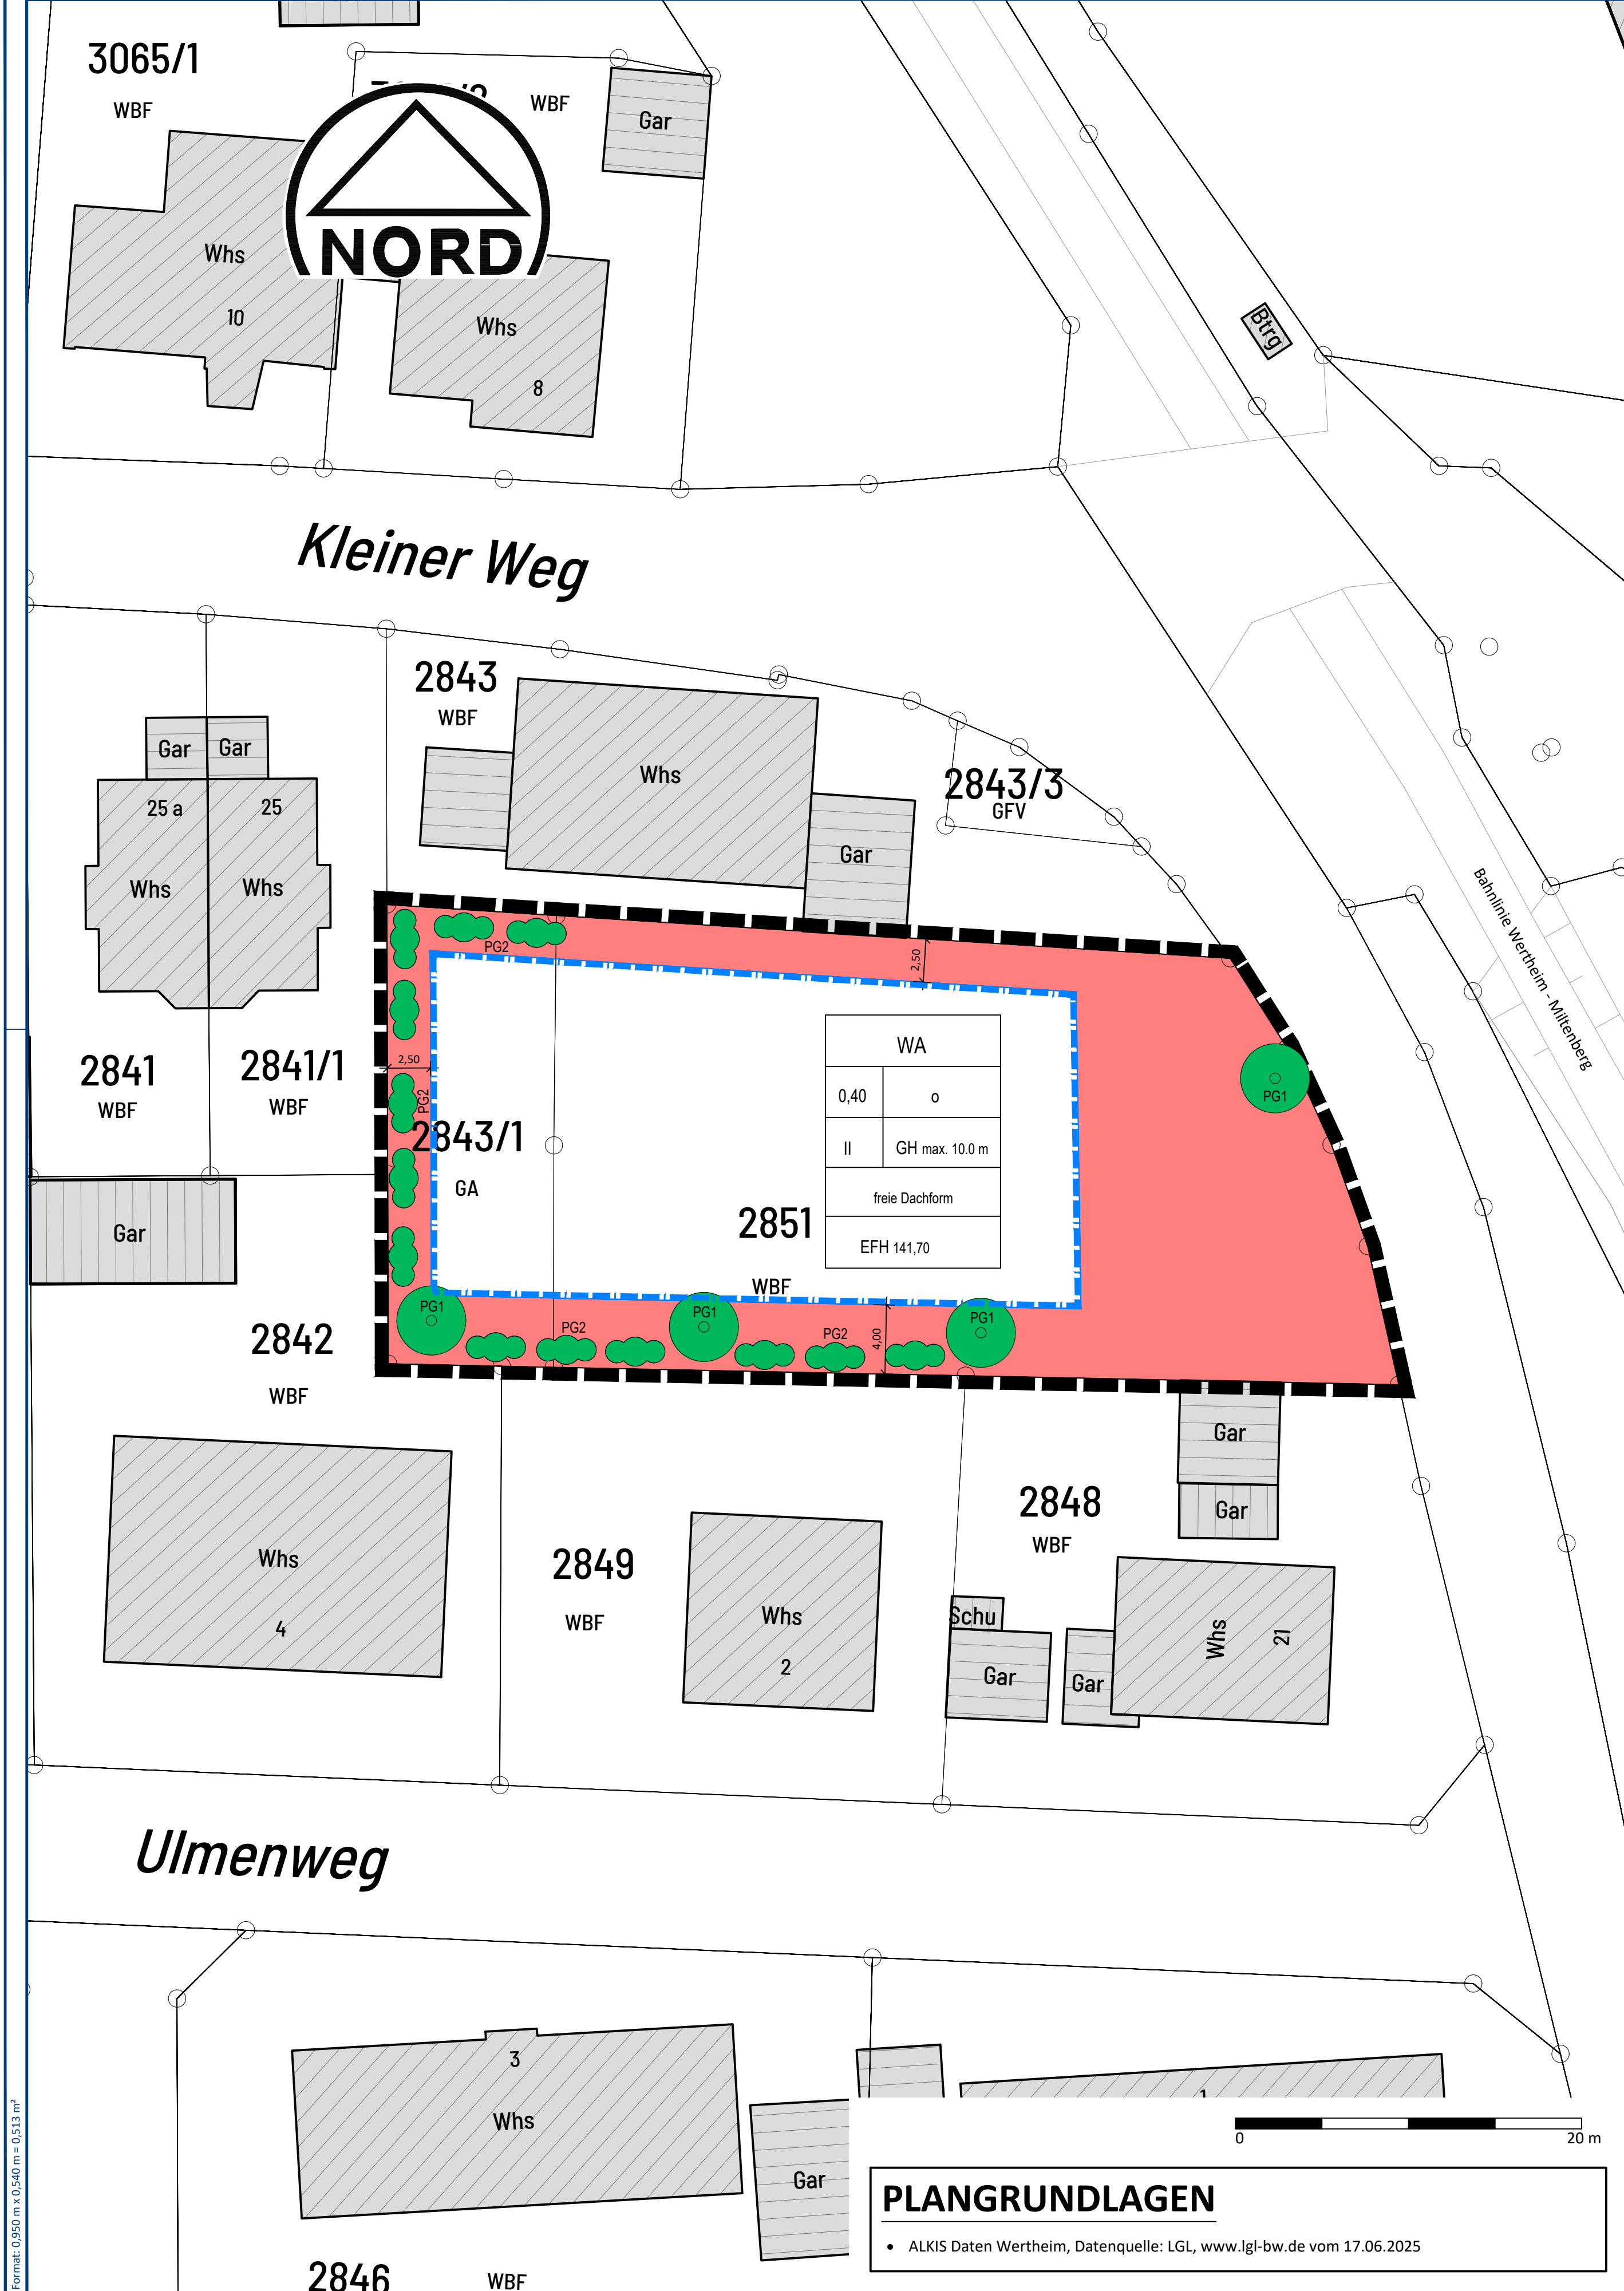 3065/1
WBF
WBF
Gar
NORD
Whs
10
Whs
8
Btrg
Kleiner Weg
2843
WBF
Whs
Gar
Gar
25 a
25
Whs
Whs
2843/3
GFV
Gar
Bahnlinie Wertheim - Miltenberg
PG2
2,50
WA
0,40
o
II
GH max. 10.0 m
freie Dachform
EFH 141,70
2,50
PG2
2841
WBF
2841/1
WBF
PG1
2843/1
GA
2851
WBF
Gar
PG1
PG1
PG1
PG2
PG2
4,00
2842
WBF
Gar
Gar
2848
WBF
Whs
4
2849
WBF
Whs
2
Schu
Gar
Gar
Whs
21
Ulmenweg
3
Whs
Gar
2846
WBF
0
20 m
PLANGRUNDLAGEN
• ALKIS Daten Wertheim, Datenquelle: LGL, www.lgl-bw.de vom 17.06.2025
Format: 0,950 m x 0,540 m = 0,513 m²